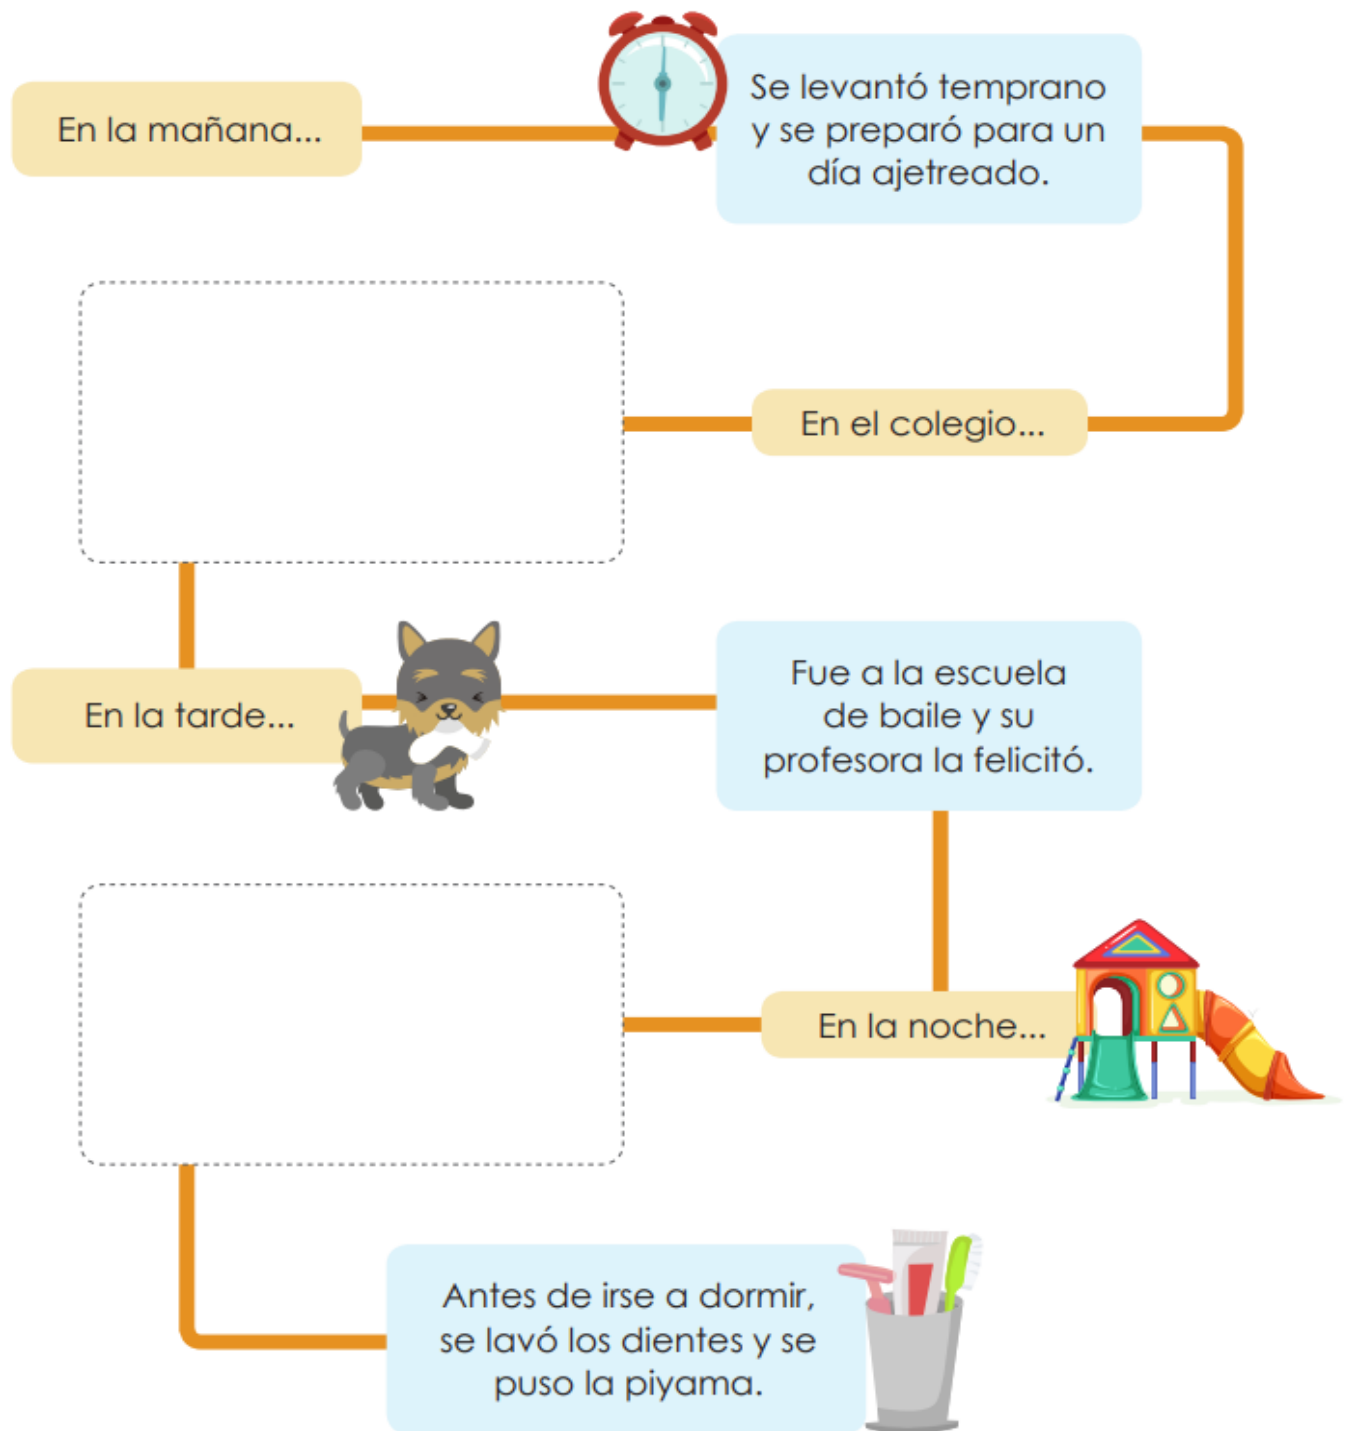 En la mañana...
Se levantó temprano
y se preparó para un
día ajetreado.
En el colegio...
En la tarde...
Fue a la escuela
de baile y su
profesora la felicitó.
En la noche...
Antes de irse a dormir,
se lavó los dientes y se
puso la piyama.